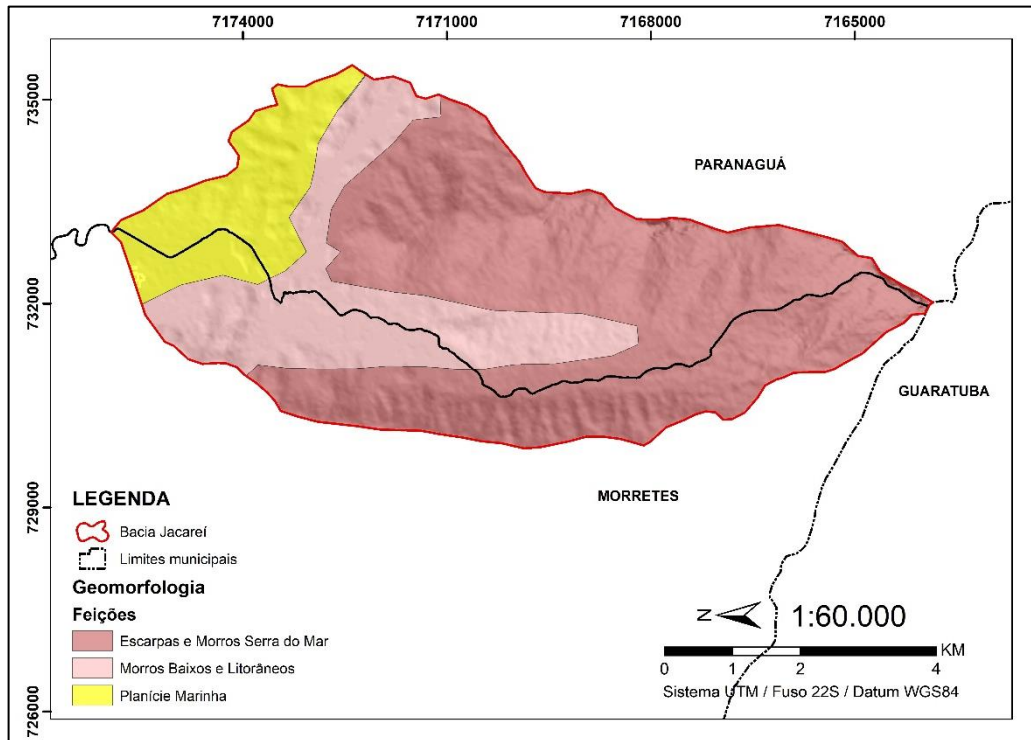 7174000 7171000 7168000 7165000
735000
732000
729000
726000
PARANAGUÁ
GUARATUBA
MORRETES
LEGENDA
Bacia Jacareí
Limites municipais
Geomorfologia
Feições
Escarpas e Morros Serra do Mar
Morros Baixos e Litorâneos
Planície Marinha
N 1:60.000
KM
0 1 2 4
Sistema UTM / Fuso 22S / Datum WGS84